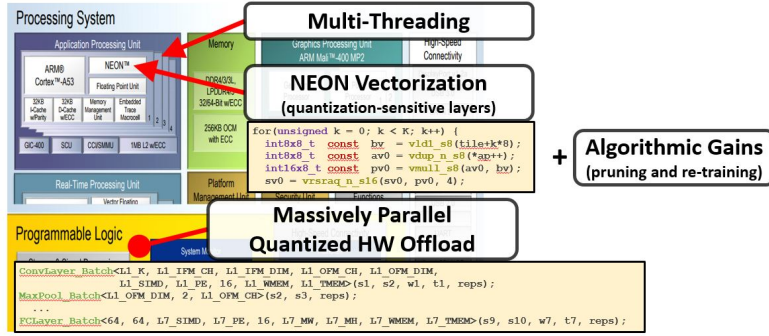 Processing System
Multi-Threading
Application Processing Unit
Memory
Graphics Processing Unit
ARM Mali™-400 MP2
High-Speed
Connectivity
ARM®
Cortex™-A53
NEON™
Floating Point Unit
32KB
I-Cache
w/Parity
32KB
D-Cache
w/ECC
Memory
Management
Unit
Embedded
Trace
Macrocell
1
2
3
4
GIC-400
SCU
CCI/SMMU
1MB L2 w/ECC
DDR4/3/3L,
LPDDR4/3
32/64-Bit w/ECC
256KB OCM
with ECC
NEON Vectorization
(quantization-sensitive layers)
for(unsigned k = 0; k < K; k++) {
int8x8_t const bv = vld1_s8(tile+k*8);
int8x8_t const av0 = vdup_n_s8(*ap++);
int16x8_t const pv0 = vmull_s8(av0, bv);
sv0 = vrsraq_n_s16(sv0, pv0, 4);
+
Algorithmic Gains
(pruning and re-training)
Real-Time Processing Unit
Vector Floating
Platform
Management Unit
Security Unit
Functions
Massively Parallel
Quantized HW Offload
Programmable Logic
System M
ConvLayer_Batch<L1_K, L1_IFM_CH, L1_IFM_DIM, L1_OFM_CH, L1_OFM_DIM,
L1_SIMD, L1_PE, 16, L1_WMEM, L1_TMEM>(s1, s2, w1, t1, reps);
MaxPool_Batch<L1_OFM_DIM, 2, L1_OFM_CH>(s2, s3, reps);
...
FCLayer_Batch<64, 64, L7_SIMD, L7_PE, 16, L7_MW, L7_MH, L7_WMEM, L7_TMEM>(s9, s10, w7, t7, reps);